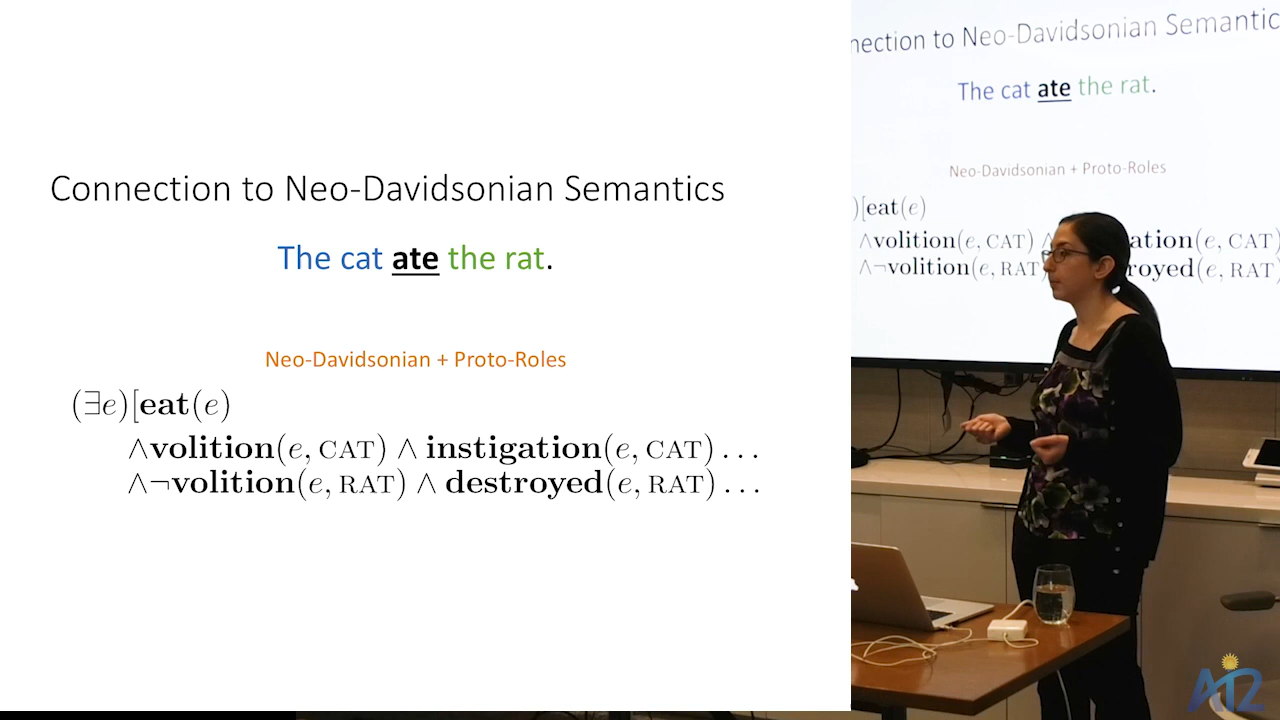 Connection to Neo-Davidsonian Semantics
The cat ate the rat.
Neo-Davidsonian + Proto-Roles
(∃e)[eat(e)
∧volition(e, CAT) ∧ instigation(e, CAT) …
∧¬volition(e, RAT) ∧ destroyed(e, RAT) …
nection to Neo-Davidsonian Semantic
The cat ate the rat.
Neo-Davidsonian + Proto-Roles
)[eat(e)
∧volition(e, CAT) ∧ ation(e, CAT)
∧¬volition(e, RAT) royed(e, RAT)
AI2